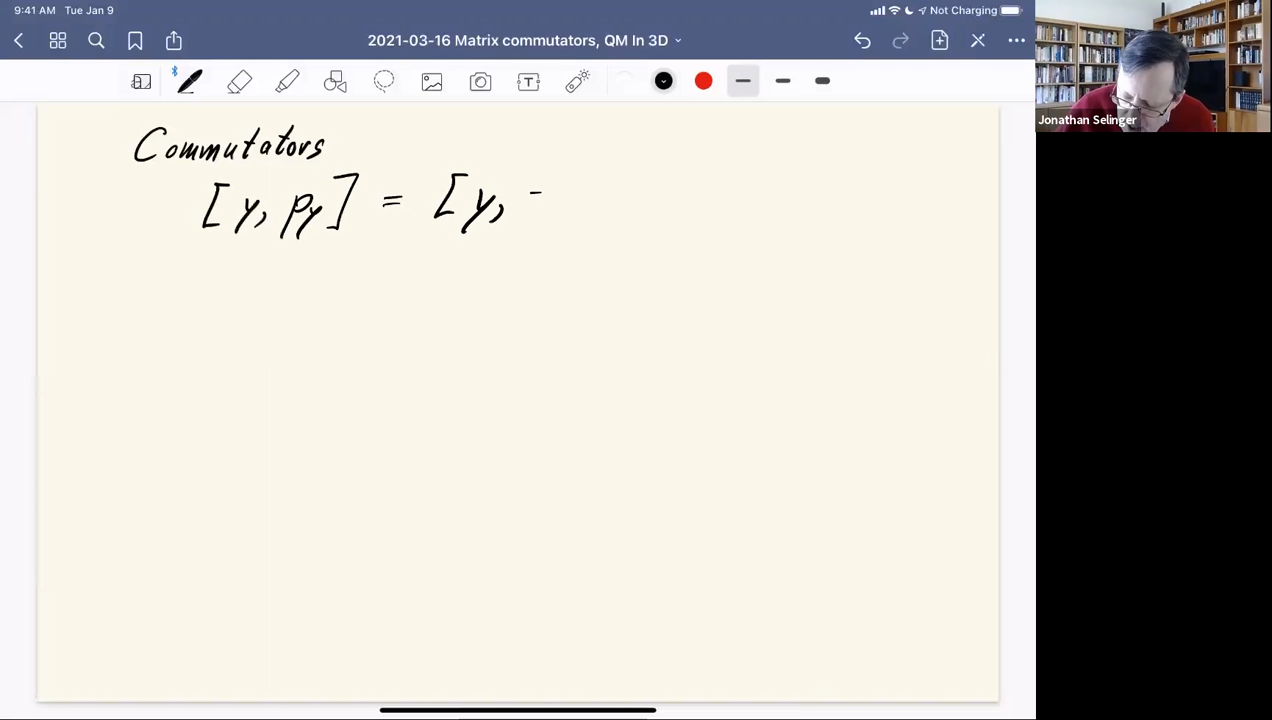 9:41 AM Tue Jan 9
Not Charging
2021-03-16 Matrix commutators, QM In 3D
Jonathan Selinger
Commutators
[y, py] = [y, -